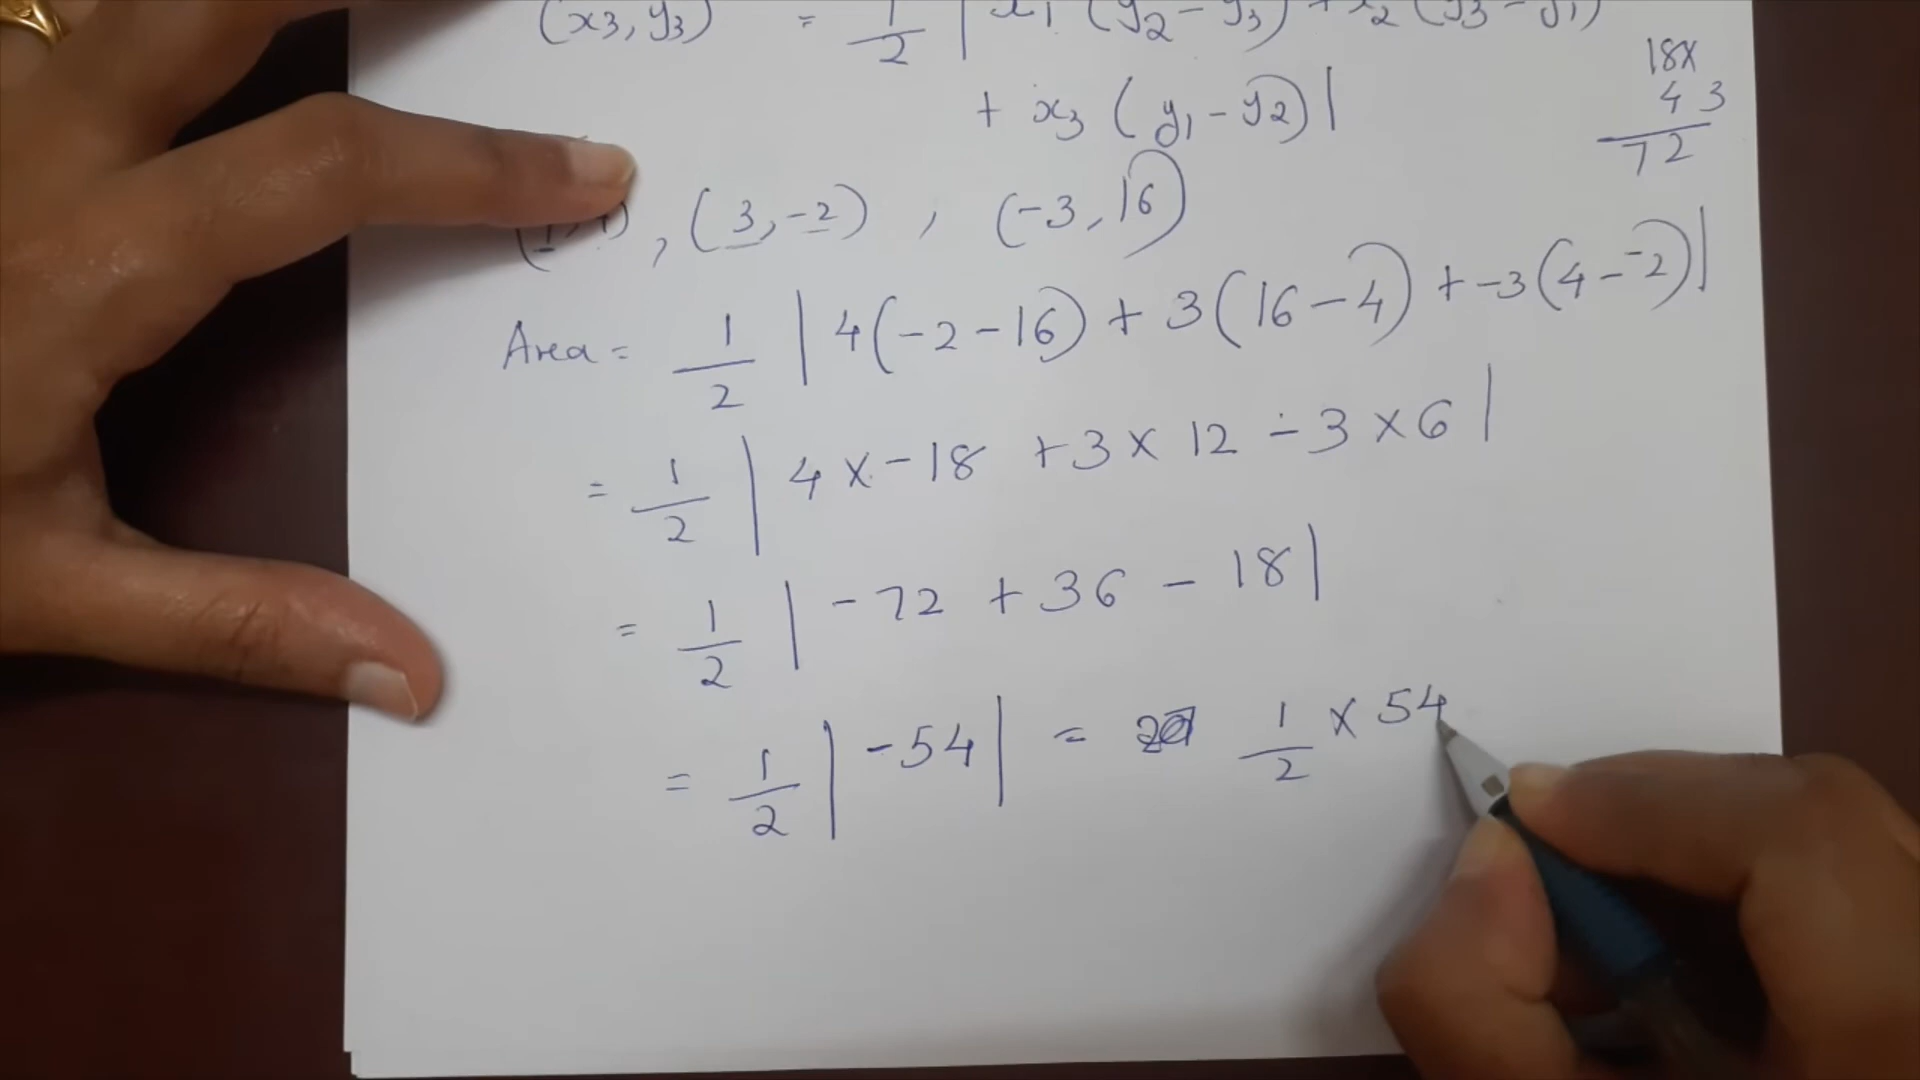 (x3, y3) = 1/2 | x1 (y2 - y3) + x2 (y3 - y1)
+ x3 (y1 - y2) |
18x
4 3
72
, (3, -2) , (-3, 16)
Area = 1/2 | 4(-2 - 16) + 3(16 - 4) + -3(4 - -2) |
= 1/2 | 4 x -18 + 3 x 12 - 3 x 6 |
= 1/2 | -72 + 36 - 18 |
= 1/2 | -54 | = 1/2 x 54